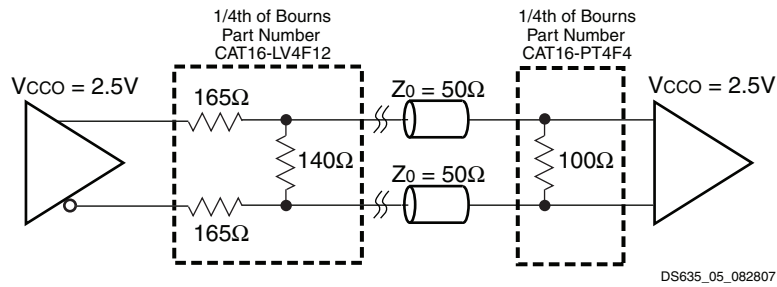 1/4th of Bourns
Part Number
CAT16-LV4F12
1/4th of Bourns
Part Number
CAT16-PT4F4
VCCO = 2.5V
165Ω
Z0 = 50Ω
VCCO = 2.5V
140Ω
100Ω
Z0 = 50Ω
165Ω
DS635_05_082807